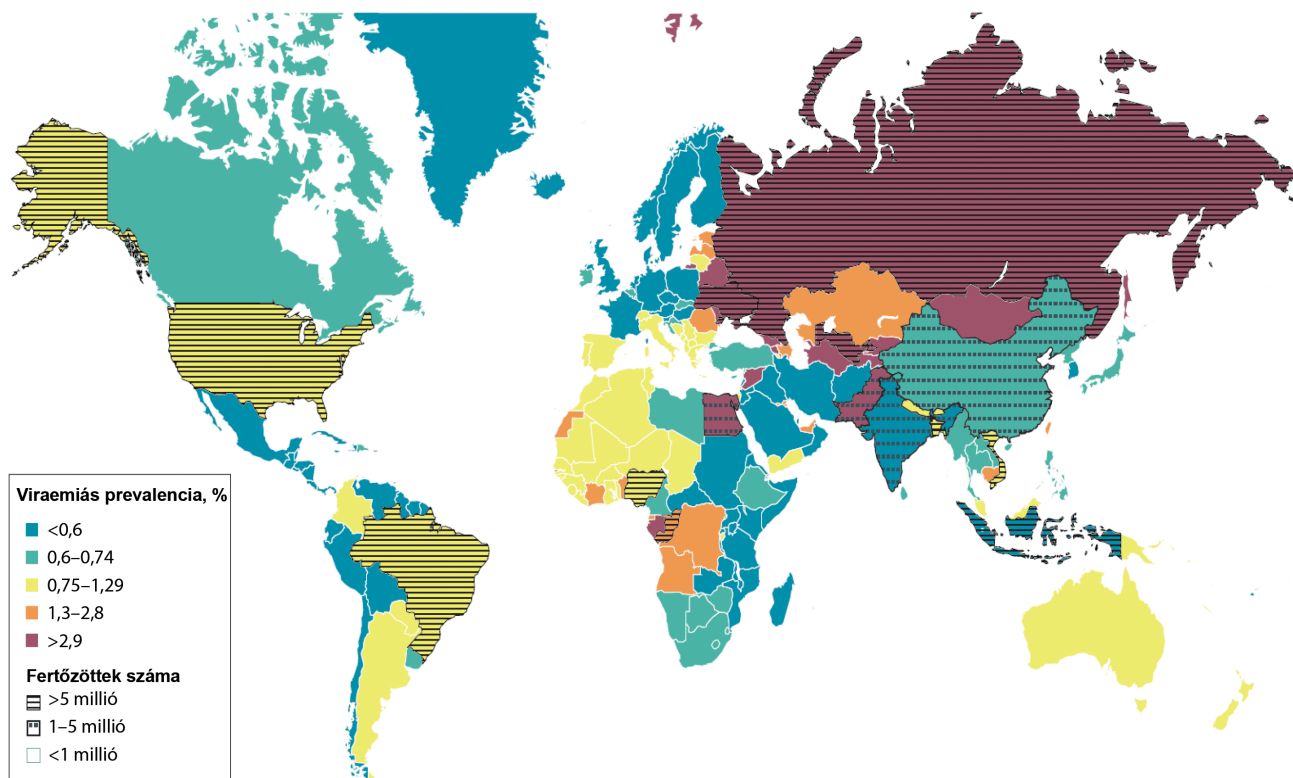 Viraemiás prevalencia, %
<0,6
0,6–0,74
0,75–1,29
1,3–2,8
>2,9
Fertőzöttek száma
>5 millió
1–5 millió
<1 millió